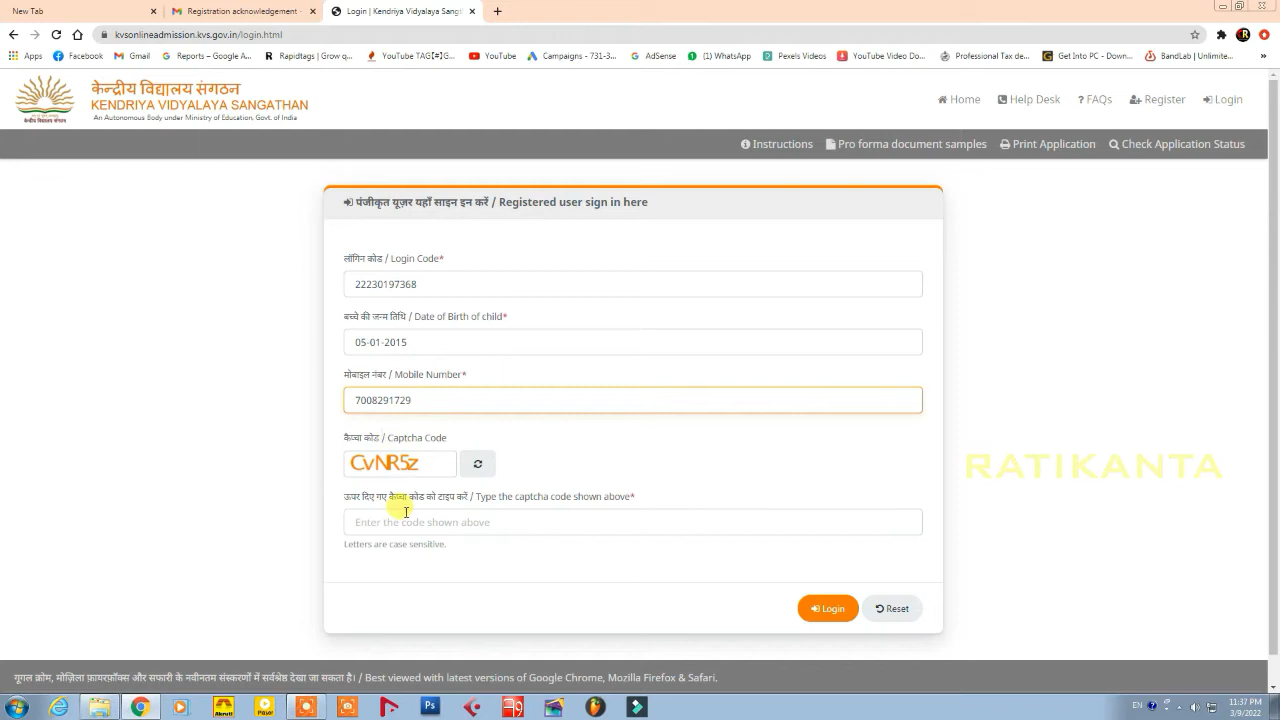 New Tab
Registration acknowledgement -
Login | Kendriya Vidyalaya Sangt
kvsonlineadmission.kvs.gov.in/login.html
Apps Facebook Gmail Reports – Google A... Rapidtags | Grow q... YouTube TAG[≠]G... YouTube Campaigns - 731-3... AdSense (1) WhatsApp Pexels Videos YouTube Video Do... Professional Tax de... Get Into PC - Down... BandLab | Unlimite...
केन्द्रीय विद्यालय संगठन
KENDRIYA VIDYALAYA SANGATHAN
An Autonomous Body under Ministry of Education, Govt. of India
Home Help Desk FAQs Register Login
Instructions Pro forma document samples Print Application Check Application Status
पंजीकृत यूज़र यहाँ साइन इन करें / Registered user sign in here
लॉगिन कोड / Login Code*
22230197368
बच्चे की जन्म तिथि / Date of Birth of child*
05-01-2015
मोबाइल नंबर / Mobile Number*
7008291729
कैप्चा कोड / Captcha Code
CvNR5z
ऊपर दिए गए कैप्चा कोड को टाइप करें / Type the captcha code shown above*
Enter the code shown above
Letters are case sensitive.
Login Reset
RATIKANTA
गूगल क्रोम, मोज़िला फ़ायरफ़ॉक्स और सफारी के नवीनतम संस्करणों में सर्वश्रेष्ठ देखा जा सकता है। / Best viewed with latest versions of Google Chrome, Mozilla Firefox & Safari.
EN
11:37 PM
3/9/2022